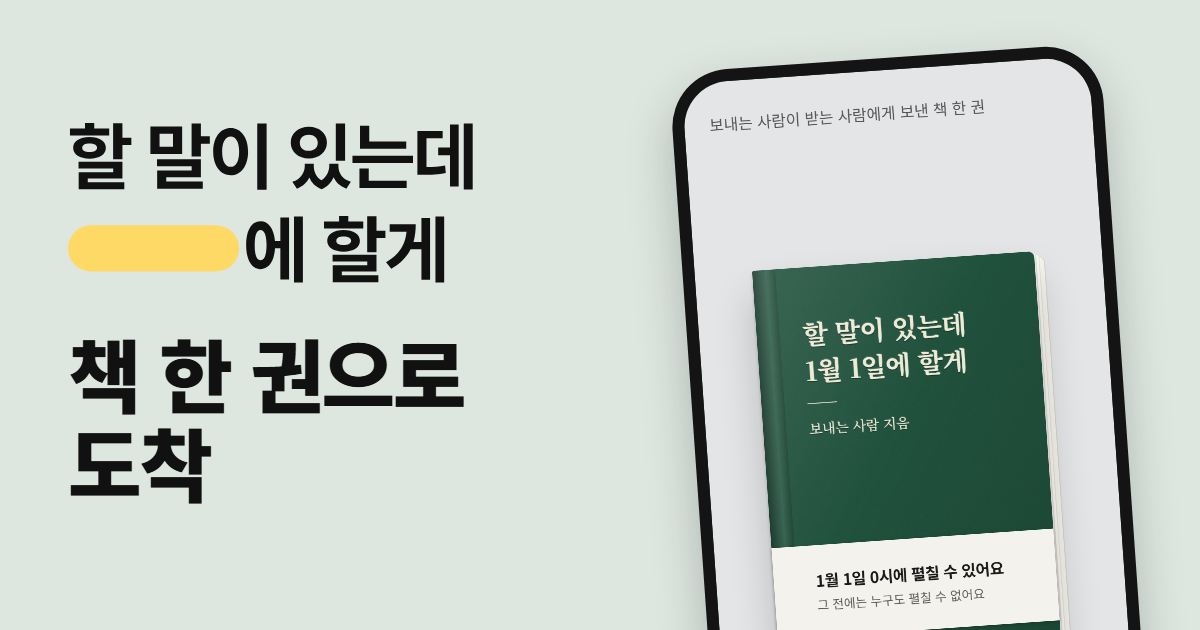 할 말이 있는데
에 할게
책 한 권으로
도착
보내는 사람이 받는 사람에게 보낸 책 한 권
할 말이 있는데
1월 1일에 할게
보내는 사람 지음
1월 1일 0시에 펼칠 수 있어요
그 전에는 누구도 펼칠 수 없어요